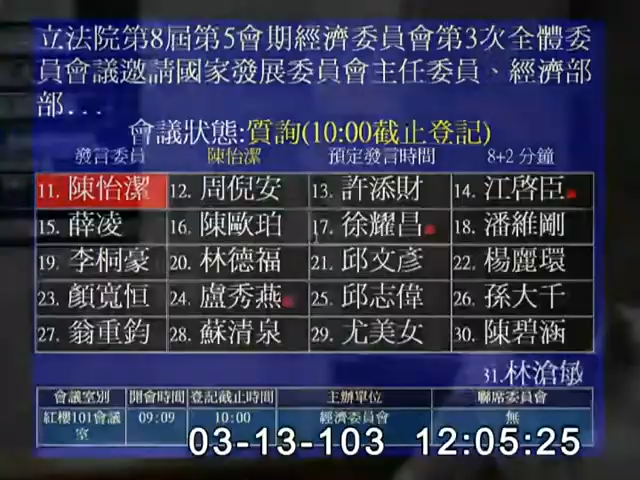 立法院第8屆第5會期經濟委員會第3次全體委
員會議邀請國家發展委員會主任委員、經濟部
部...
會議狀態:質詢(10:00截止登記)
發言委員 陳怡潔 預定發言時間 8+2 分鐘
11. 陳怡潔 12. 周倪安 13. 許添財 14. 江啓臣
15. 薛凌 16. 陳歐珀 17. 徐耀昌 18. 潘維剛
19. 李桐豪 20. 林德福 21. 邱文彥 22. 楊麗環
23. 顏寬恒 24. 盧秀燕 25. 邱志偉 26. 孫大千
27. 翁重鈞 28. 蘇清泉 29. 尤美女 30. 陳碧涵
31. 林滄敏
會議室別 開會時間 登記截止時間 主辦單位 聯席委員會
紅樓101會議 09:09 10:00 經濟委員會 無
室
03-13-103 12:05:25